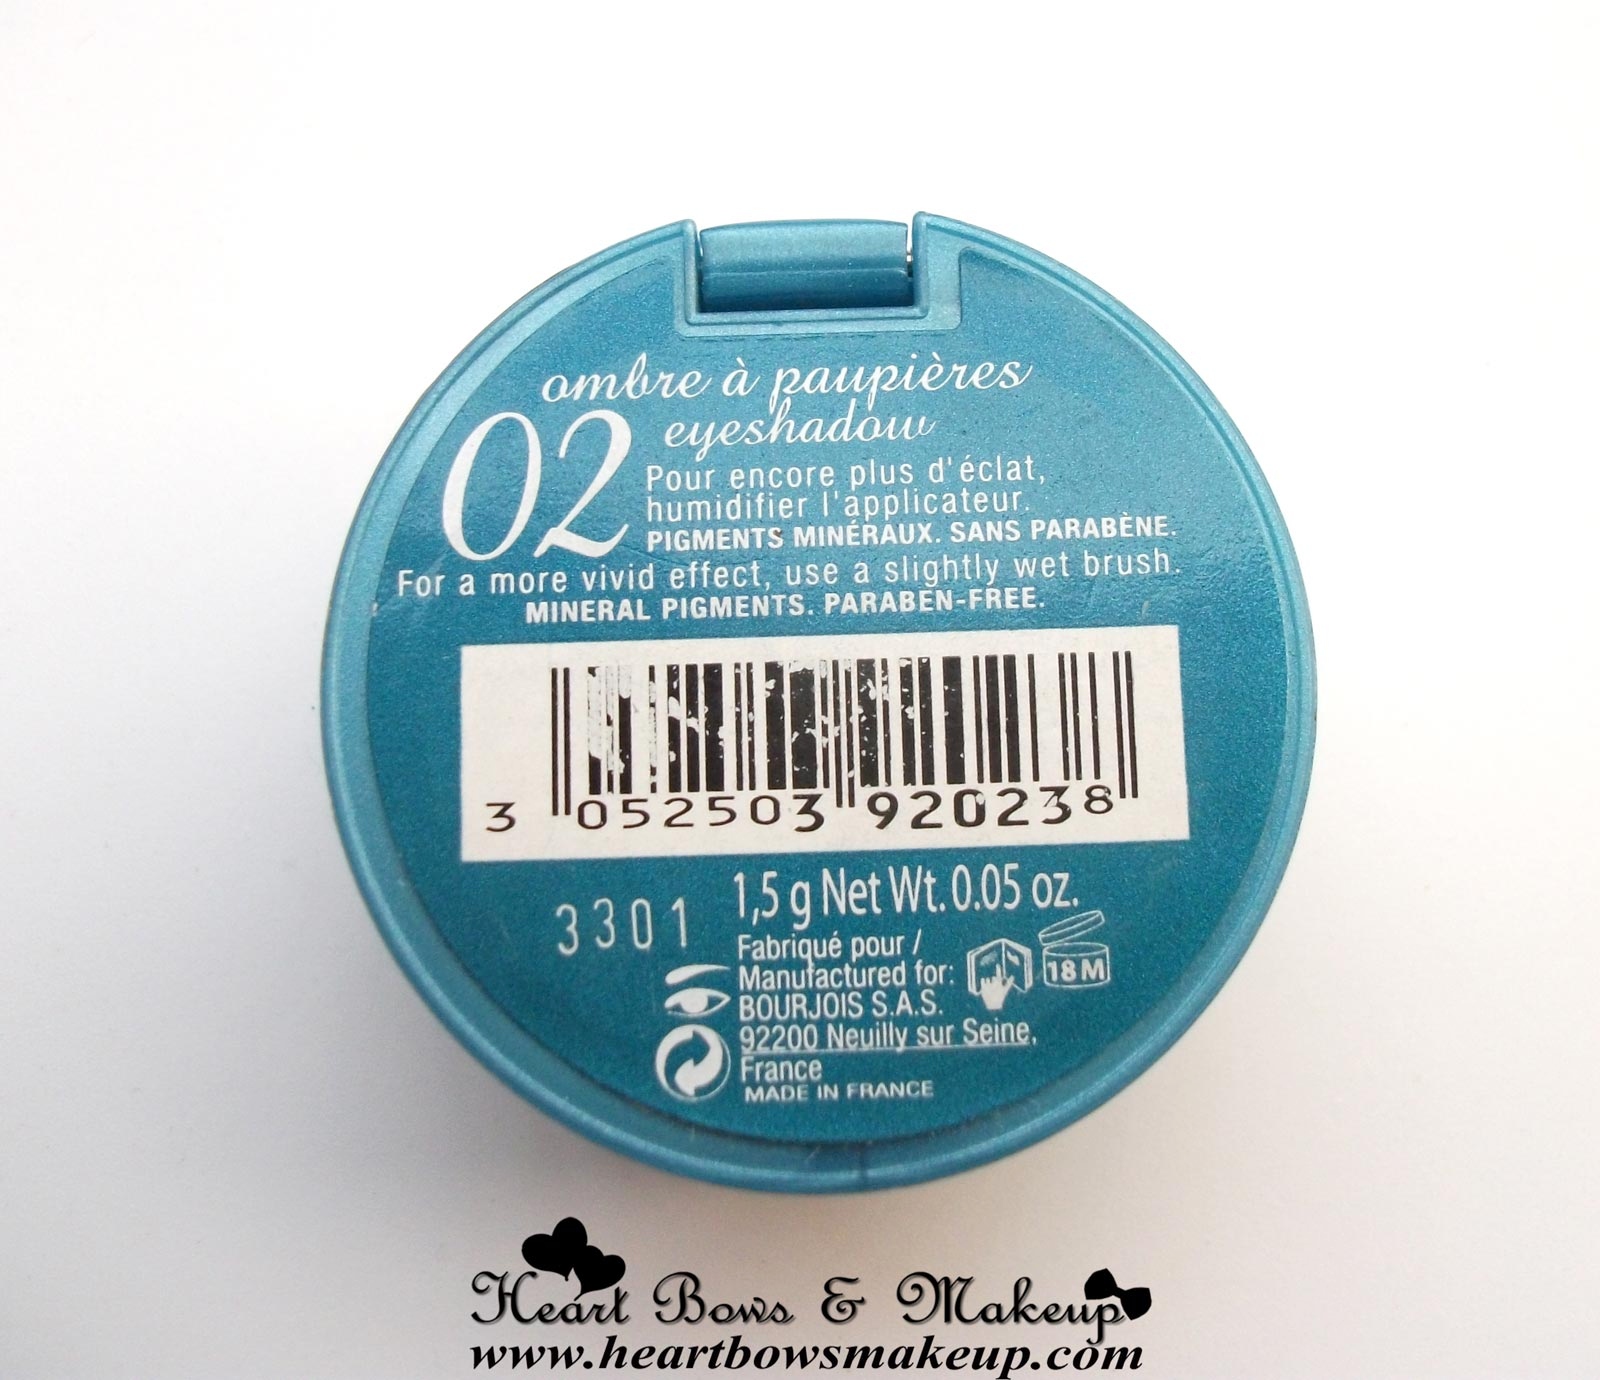 ombre à paupières
02 eyeshadow
Pour encore plus d'éclat,
humidifier l'applicateur.
PIGMENTS MINÉRAUX. SANS PARABÈNE.
For a more vivid effect, use a slightly wet brush.
MINERAL PIGMENTS. PARABEN-FREE.
3 052503 920238
3301
1,5 g Net Wt. 0.05 oz.
Fabriqué pour /
Manufactured for:
BOURJOIS S.A.S.
18M
92200 Neuilly sur Seine,
France
MADE IN FRANCE
Heart Bows & Makeup
www.heartbowsmakeup.com